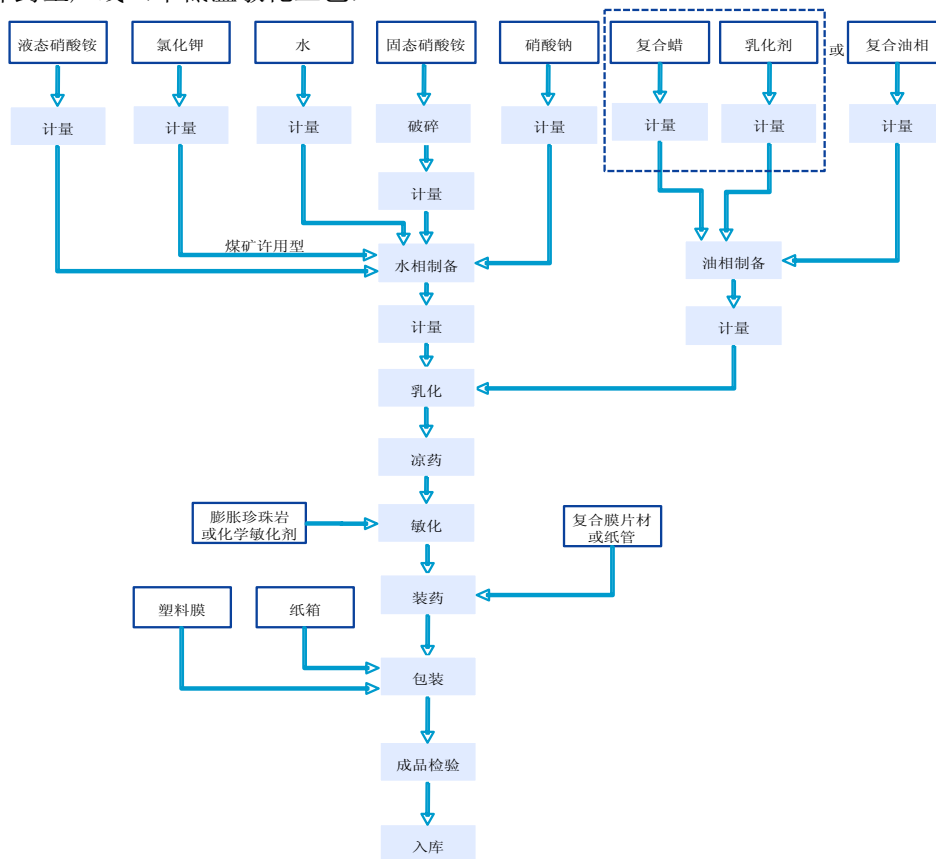 液态硝酸铵
氯化钾
水
固态硝酸铵
硝酸钠
复合蜡
乳化剂
或
复合油相
计量
计量
计量
破碎
计量
计量
计量
计量
计量
煤矿许用型
水相制备
油相制备
计量
计量
乳化
凉药
膨胀珍珠岩
或化学敏化剂
敏化
复合膜片材
或纸管
装药
塑料膜
纸箱
包装
成品检验
入库